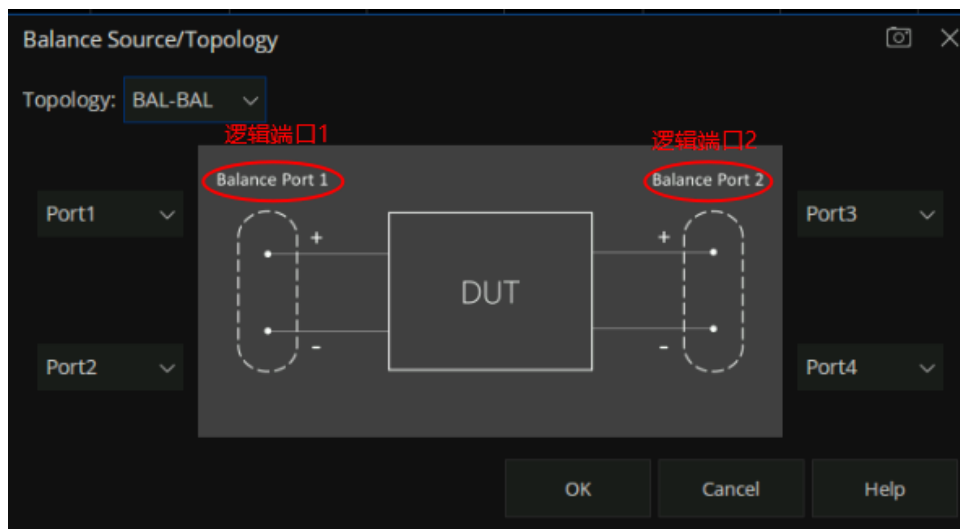 Balance Source/Topology
Topology: BAL-BAL
逻辑端口1
逻辑端口2
Balance Port 1
Balance Port 2
Port1
Port3
+
+
DUT
-
-
Port2
Port4
OK
Cancel
Help